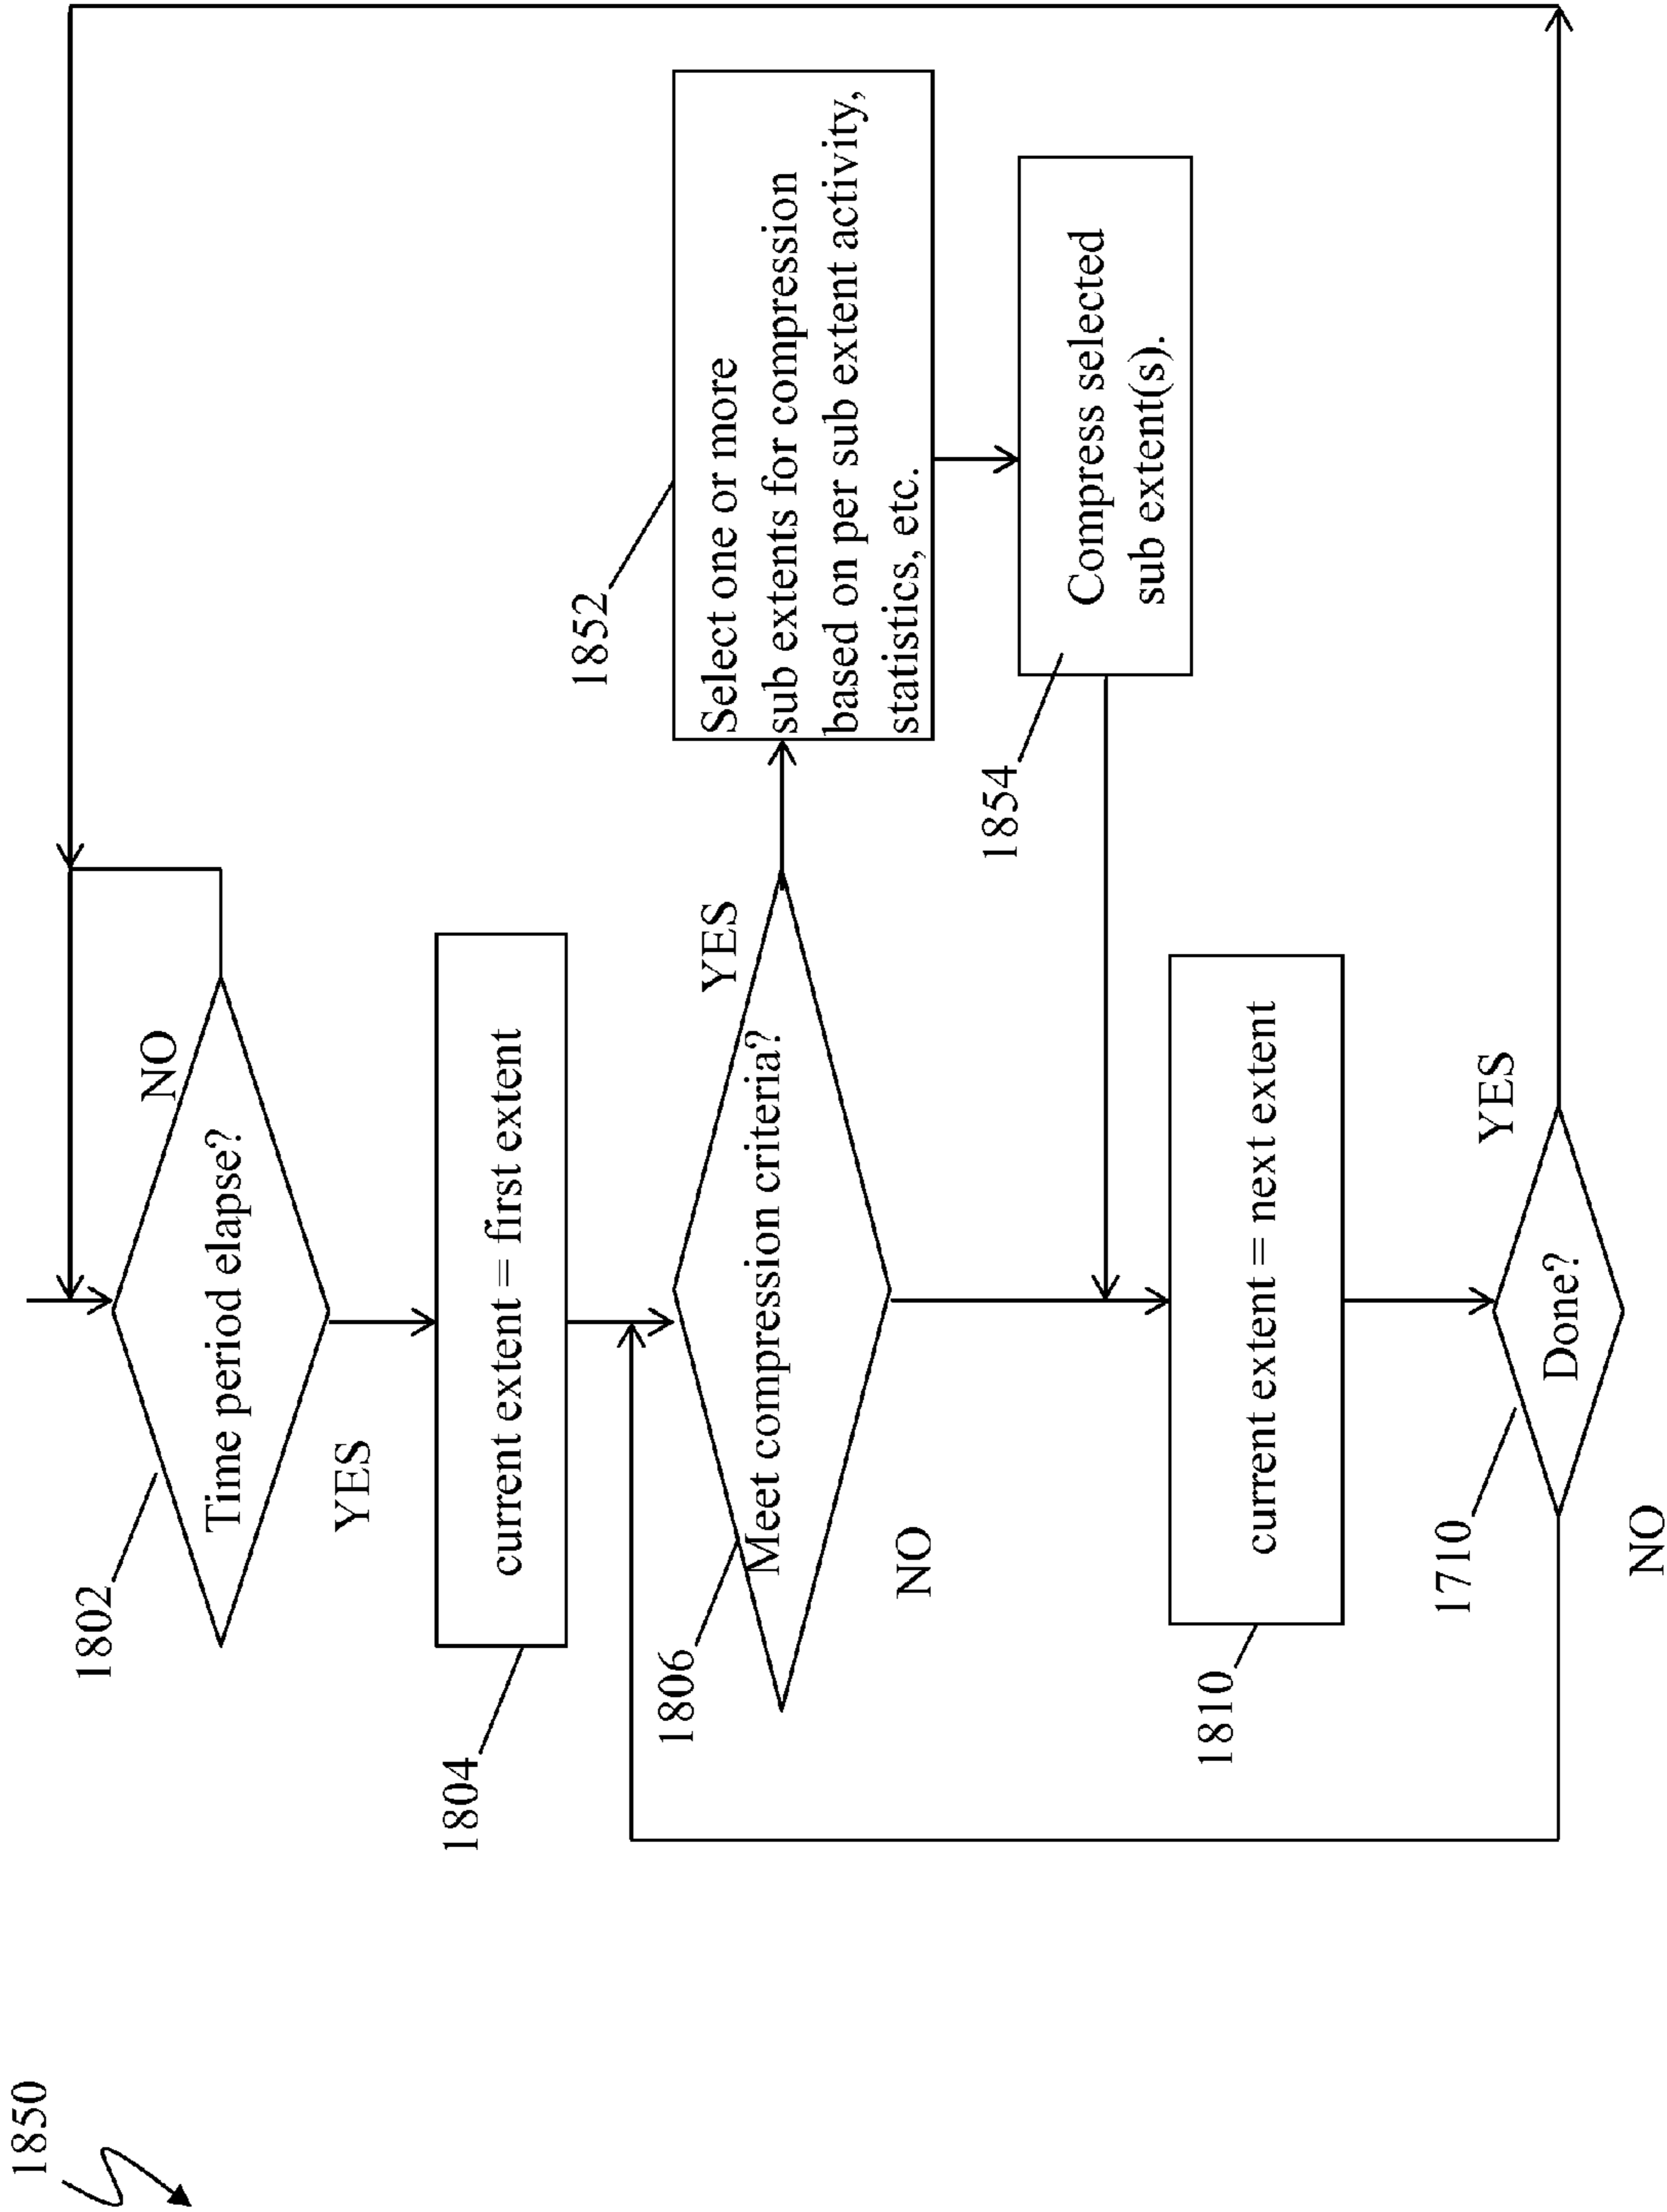 1850
1802
Time period elapse?
NO
YES
1804
current extent = first extent
1806
Meet compression criteria?
YES
NO
1852
Select one or more
sub extents for compression
based on per sub extent activity,
statistics, etc.
1854
Compress selected
sub extent(s).
1810
current extent = next extent
1710
Done?
YES
NO